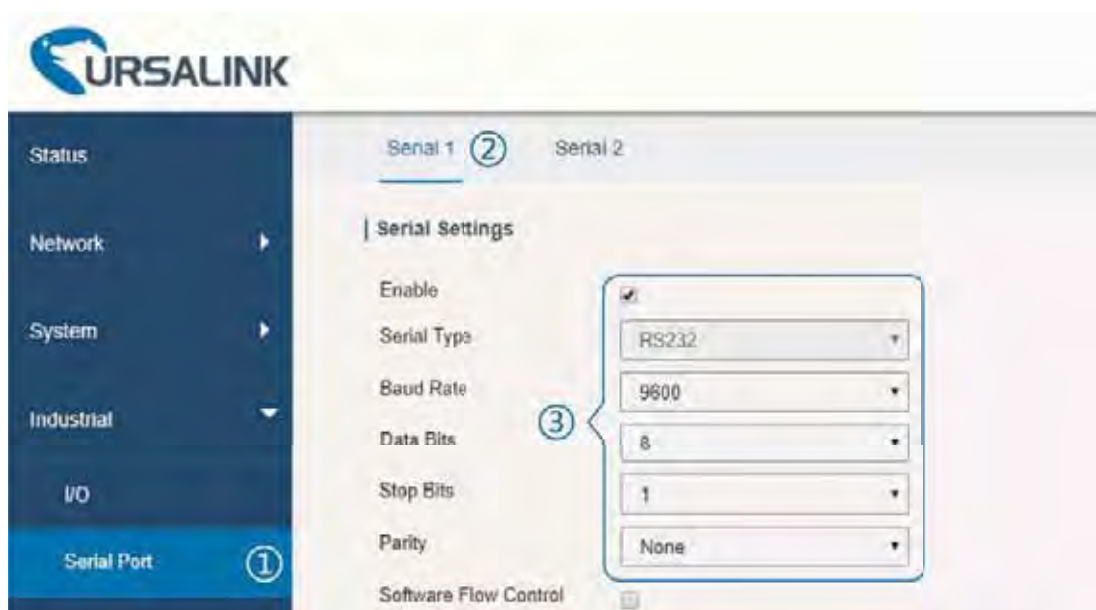 URSALINK
Status
Network
System
Industrial
I/O
Serial Port ①
Serial 1 ② Serial 2
Serial Settings
Enable
Serial Type RS232
Baud Rate 9600
③
Data Bits 8
Stop Bits 1
Parity None
Software Flow Control